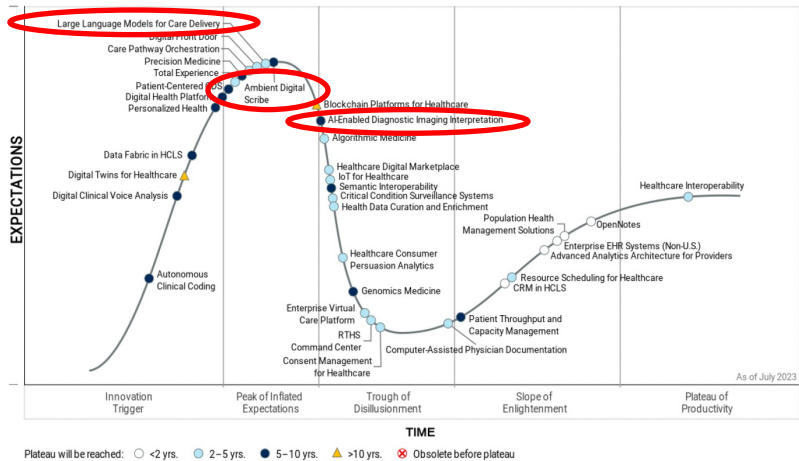 Large Language Models for Care Delivery
Digital Front Door
Care Pathway Orchestration
Precision Medicine
Total Experience
Patient-Centered CDS
Digital Health Platform
Personalized Health
Ambient Digital
Scribe
Blockchain Platforms for Healthcare
AI-Enabled Diagnostic Imaging Interpretation
Algorithmic Medicine
Data Fabric in HCLS
Digital Twins for Healthcare
Digital Clinical Voice Analysis
Autonomous
Clinical Coding
Healthcare Digital Marketplace
IoT for Healthcare
Semantic Interoperability
Critical Condition Surveillance Systems
Health Data Curation and Enrichment
Healthcare Consumer
Persuasion Analytics
Genomics Medicine
Enterprise Virtual
Care Platform
RTHS
Command Center
Consent Management
for Healthcare
Computer-Assisted Physician Documentation
Patient Throughput and
Capacity Management
CRM in HCLS
Resource Scheduling for Healthcare
Advanced Analytics Architecture for Providers
Enterprise EHR Systems (Non-U.S.)
Population Health
Management Solutions
OpenNotes
Healthcare Interoperability
EXPECTATIONS
As of July 2023
Innovation
Trigger
Peak of Inflated
Expectations
Trough of
Disillusionment
Slope of
Enlightenment
Plateau of
Productivity
TIME
Plateau will be reached: <2 yrs. 2–5 yrs. 5–10 yrs. >10 yrs. Obsolete before plateau